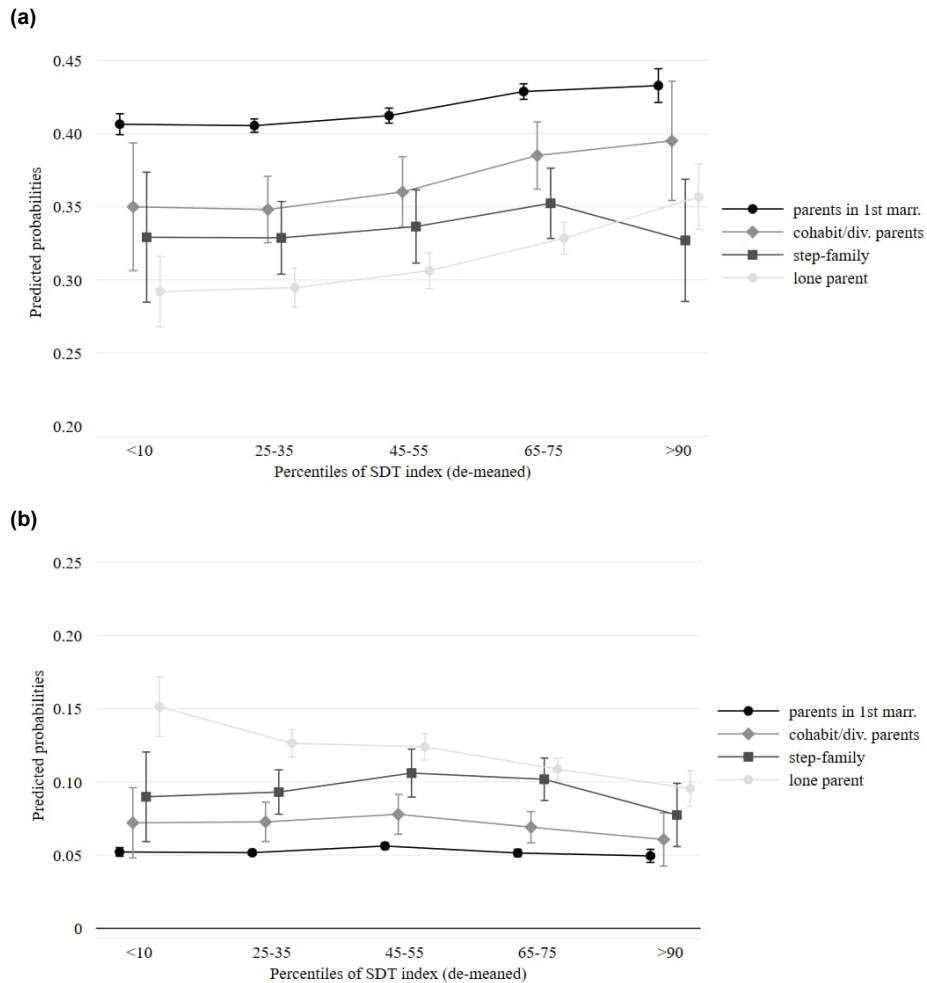 (a)
0.45
0.40
0.35
0.30
0.25
0.20
Predicted probabilities
<10 25-35 45-55 65-75 >90
Percentiles of SDT index (de-meaned)
parents in 1st marr.
cohabit/div. parents
step-family
lone parent
(b)
0.25
0.20
0.15
0.10
0.05
0
Predicted probabilities
<10 25-35 45-55 65-75 >90
Percentiles of SDT index (de-meaned)
parents in 1st marr.
cohabit/div. parents
step-family
lone parent